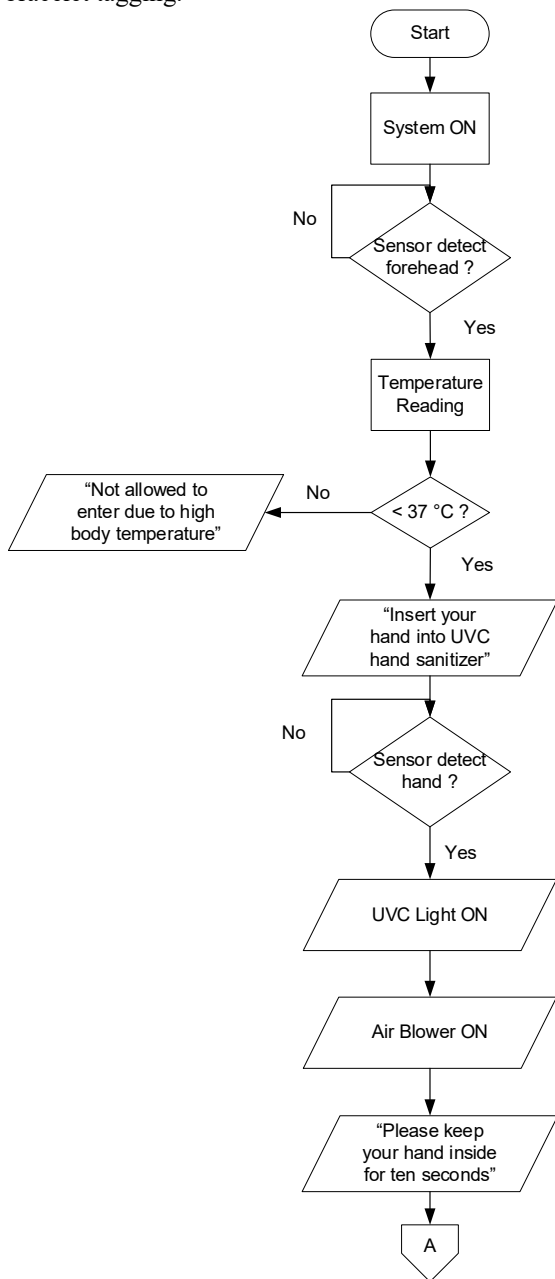 Start
System ON
No
Sensor detect
forehead ?
Yes
Temperature
Reading
“Not allowed to
enter due to high
body temperature”
No
< 37 °C ?
Yes
“Insert your
hand into UVC
hand sanitizer”
No
Sensor detect
hand ?
Yes
UVC Light ON
Air Blower ON
“Please keep
your hand inside
for ten seconds”
A